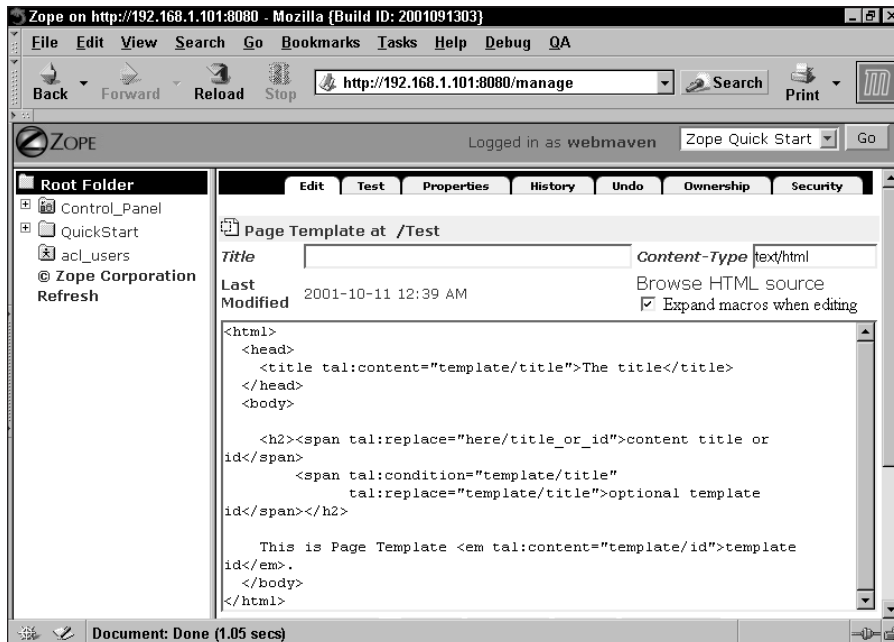 Zope on http://192.168.1.101:8080 - Mozilla {Build ID: 2001091303}
File Edit View Search Go Bookmarks Tasks Help Debug QA
Back Forward Reload Stop http://192.168.1.101:8080/manage Search Print
ZOPE Logged in as webmaven Zope Quick Start Go
Root Folder
Control_Panel
QuickStart
acl_users
© Zope Corporation
Refresh
Edit Test Properties History Undo Ownership Security
Page Template at /Test
Title Content-Type text/html
Last Modified 2001-10-11 12:39 AM Browse HTML source
Expand macros when editing
<html>
  <head>
    <title tal:content="template/title">The title</title>
  </head>
  <body>
    <h2><span tal:replace="here/title_or_id">content title or
id</span>
        <span tal:condition="template/title"
              tal:replace="template/title">optional template
id</span></h2>
    This is Page Template <em tal:content="template/id">template
id</em>.
  </body>
</html>
Document: Done (1.05 secs)